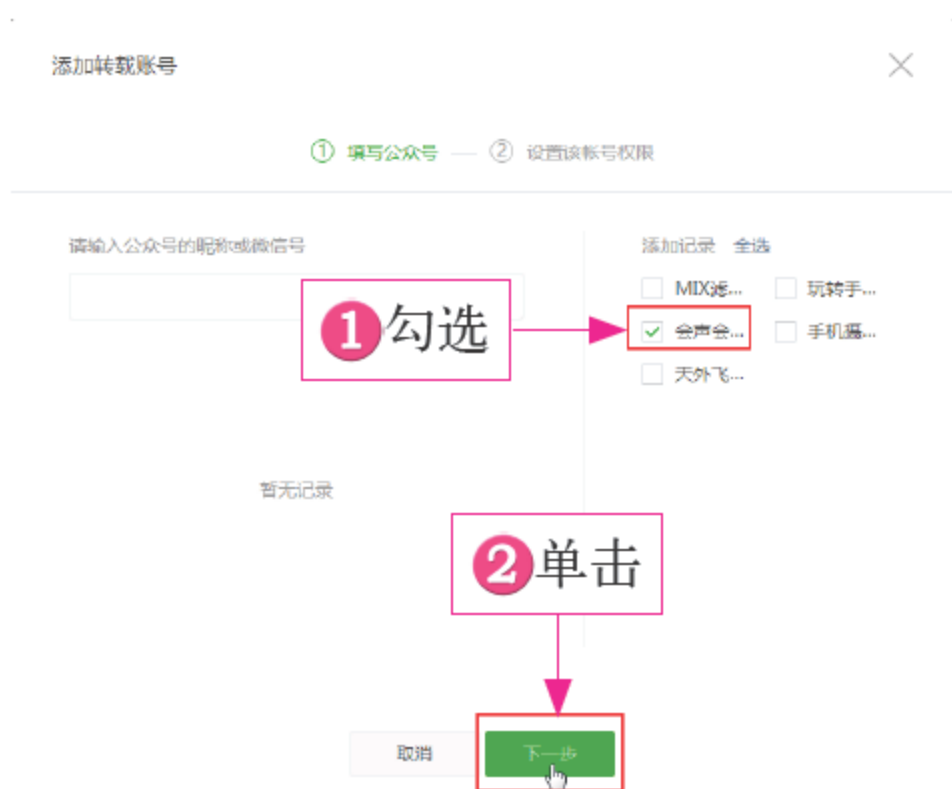 添加转载账号
① 填写公众号 — ② 设置该帐号权限
请输入公众号的昵称或微信号
添加记录 全选
MIX滤... 玩转手...
1勾选
会声会... 手机摄...
天外飞...
暂无记录
2单击
取消 下一步